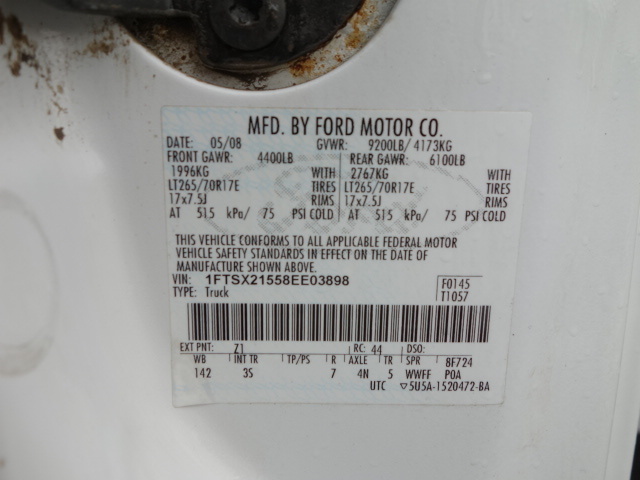 MFD. BY FORD MOTOR CO.
DATE: 05/08 GVWR: 9200LB/ 4173KG
FRONT GAWR: 4400LB REAR GAWR: 6100LB
1996KG WITH 2767KG WITH
LT265/70R17E TIRES LT265/70R17E TIRES
17x7.5J RIMS 17x7.5J RIMS
AT 515 kPa/ 75 PSI COLD AT 515 kPa/ 75 PSI COLD
THIS VEHICLE CONFORMS TO ALL APPLICABLE FEDERAL MOTOR
VEHICLE SAFETY STANDARDS IN EFFECT ON THE DATE OF
MANUFACTURE SHOWN ABOVE.
VIN: 1FTSX21558EE03898 F0145
TYPE: Truck T1057
EXT PNT: Z1 RC: 44 DSO:
WB INT TR TP/PS R AXLE TR SPR 8F724
142 3S 7 4N 5 WWFF POA
UTC ▽5U5A-1520472-BA